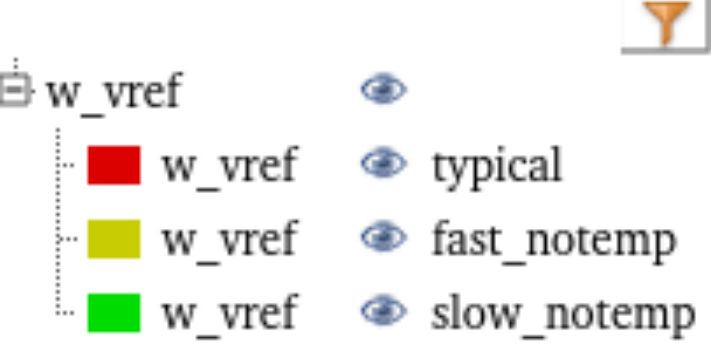 w_vref
w_vref typical
w_vref fast_notemp
w_vref slow_notemp